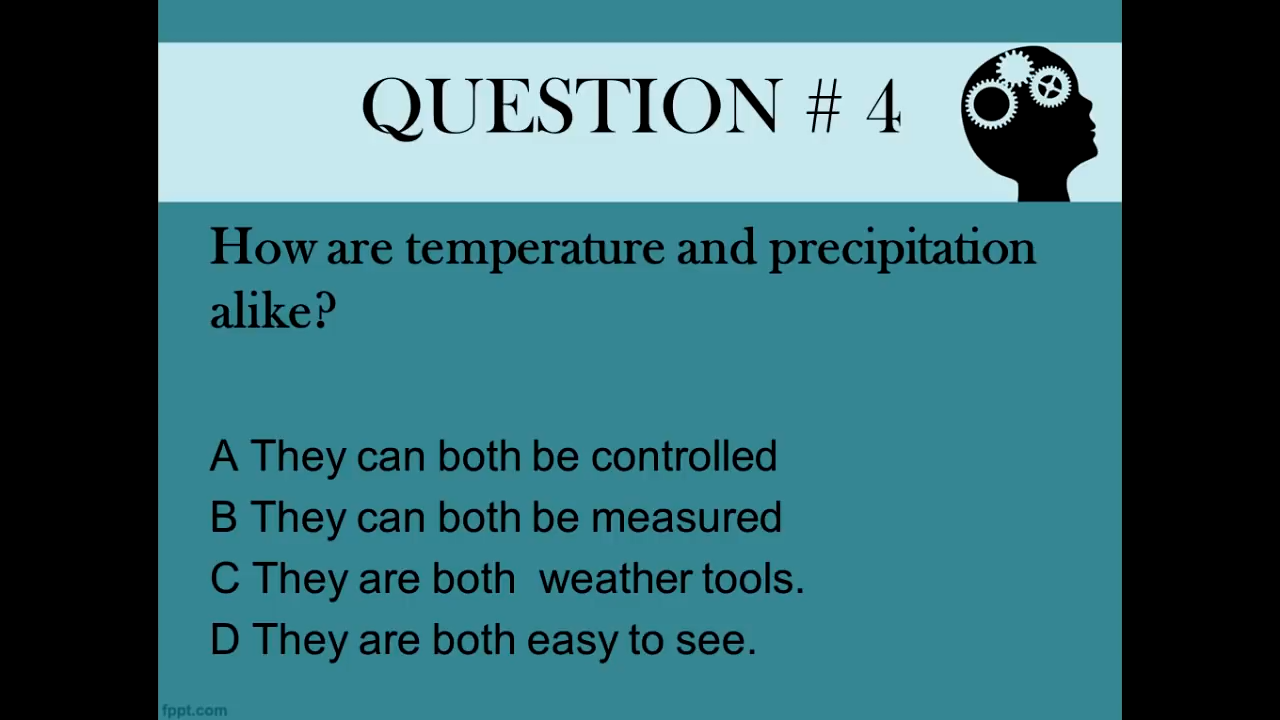 QUESTION # 4
How are temperature and precipitation
alike?
A They can both be controlled
B They can both be measured
C They are both  weather tools.
D They are both easy to see.
fppt.com